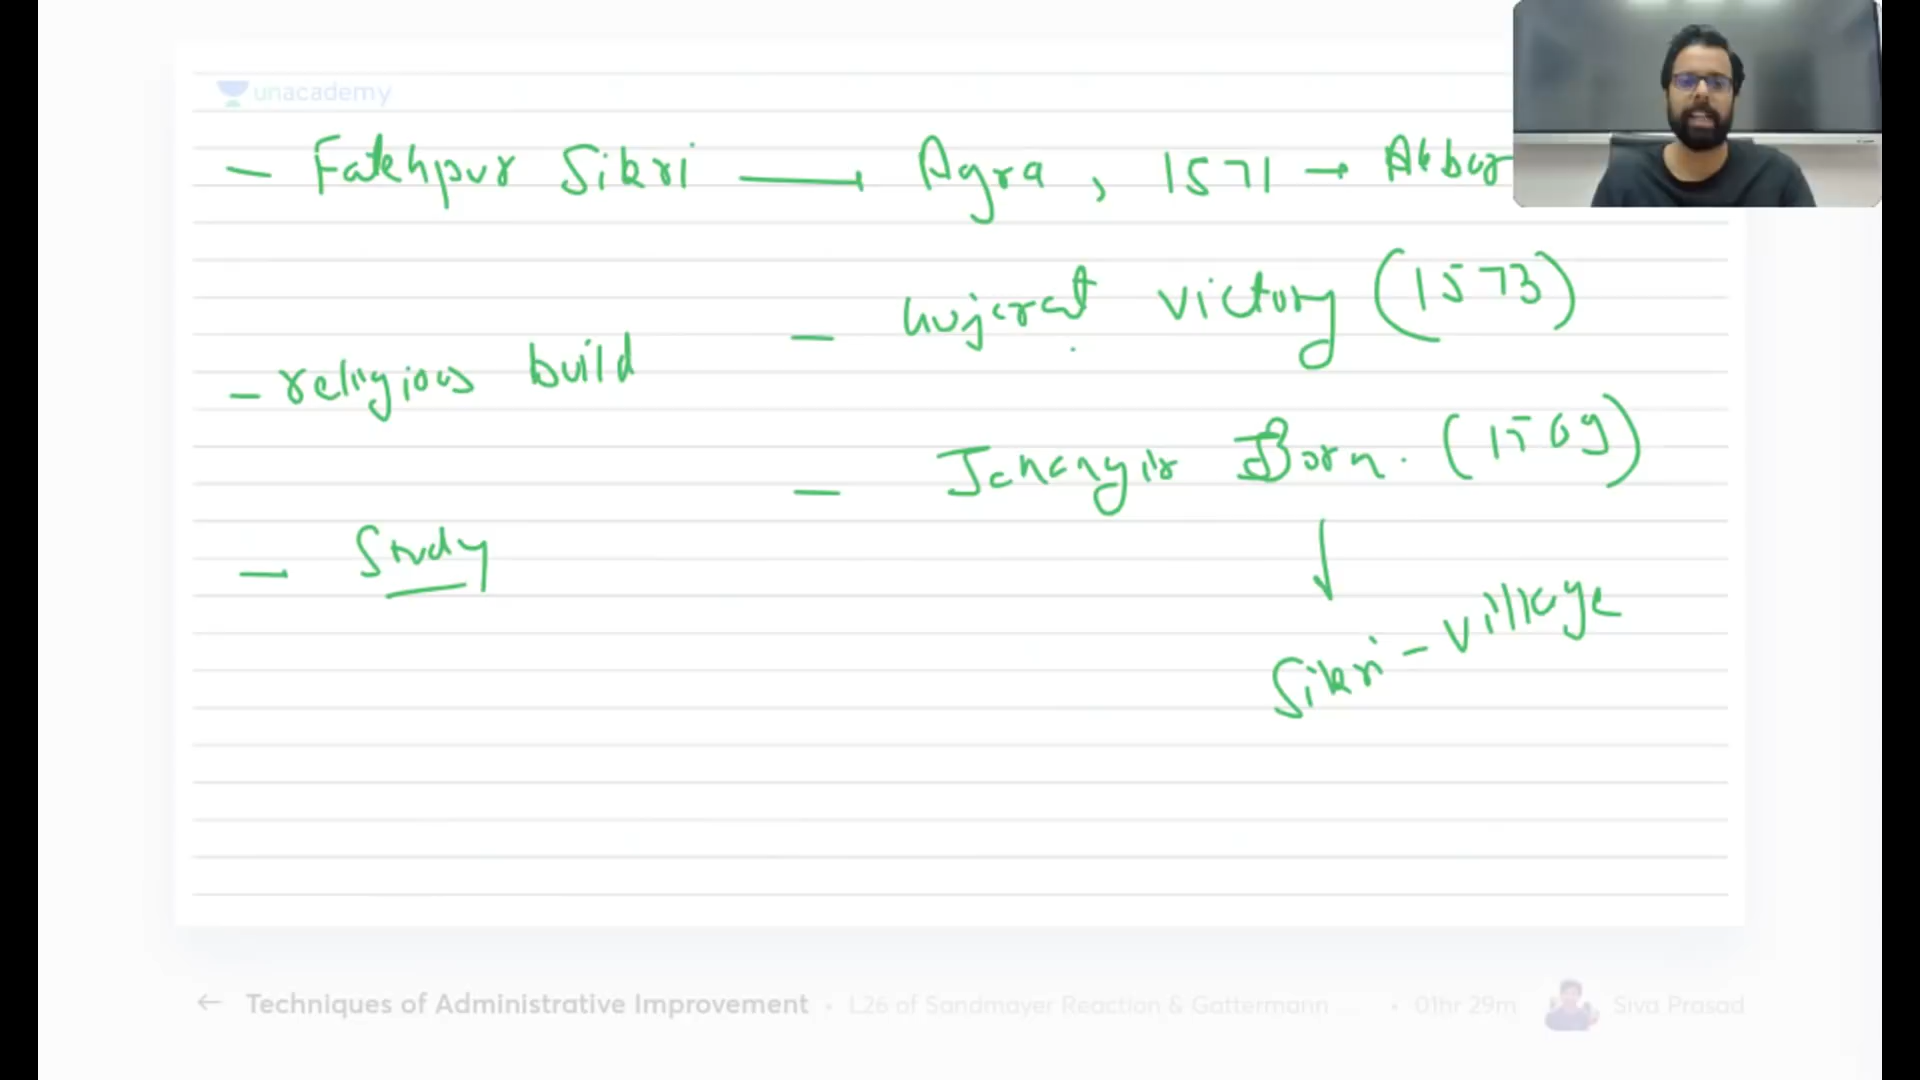 unacademy
- Fatehpur Sikri → Agra, 1571 → Akbar
- Gujarat victory (1573)
- religious build
- Jahangir Born. (1569)
↓
Sikri - village
- Study
← Techniques of Administrative Improvement • L26 of Sandmayer Reaction & Gattermann ... • 01hr 29m Siva Prasad